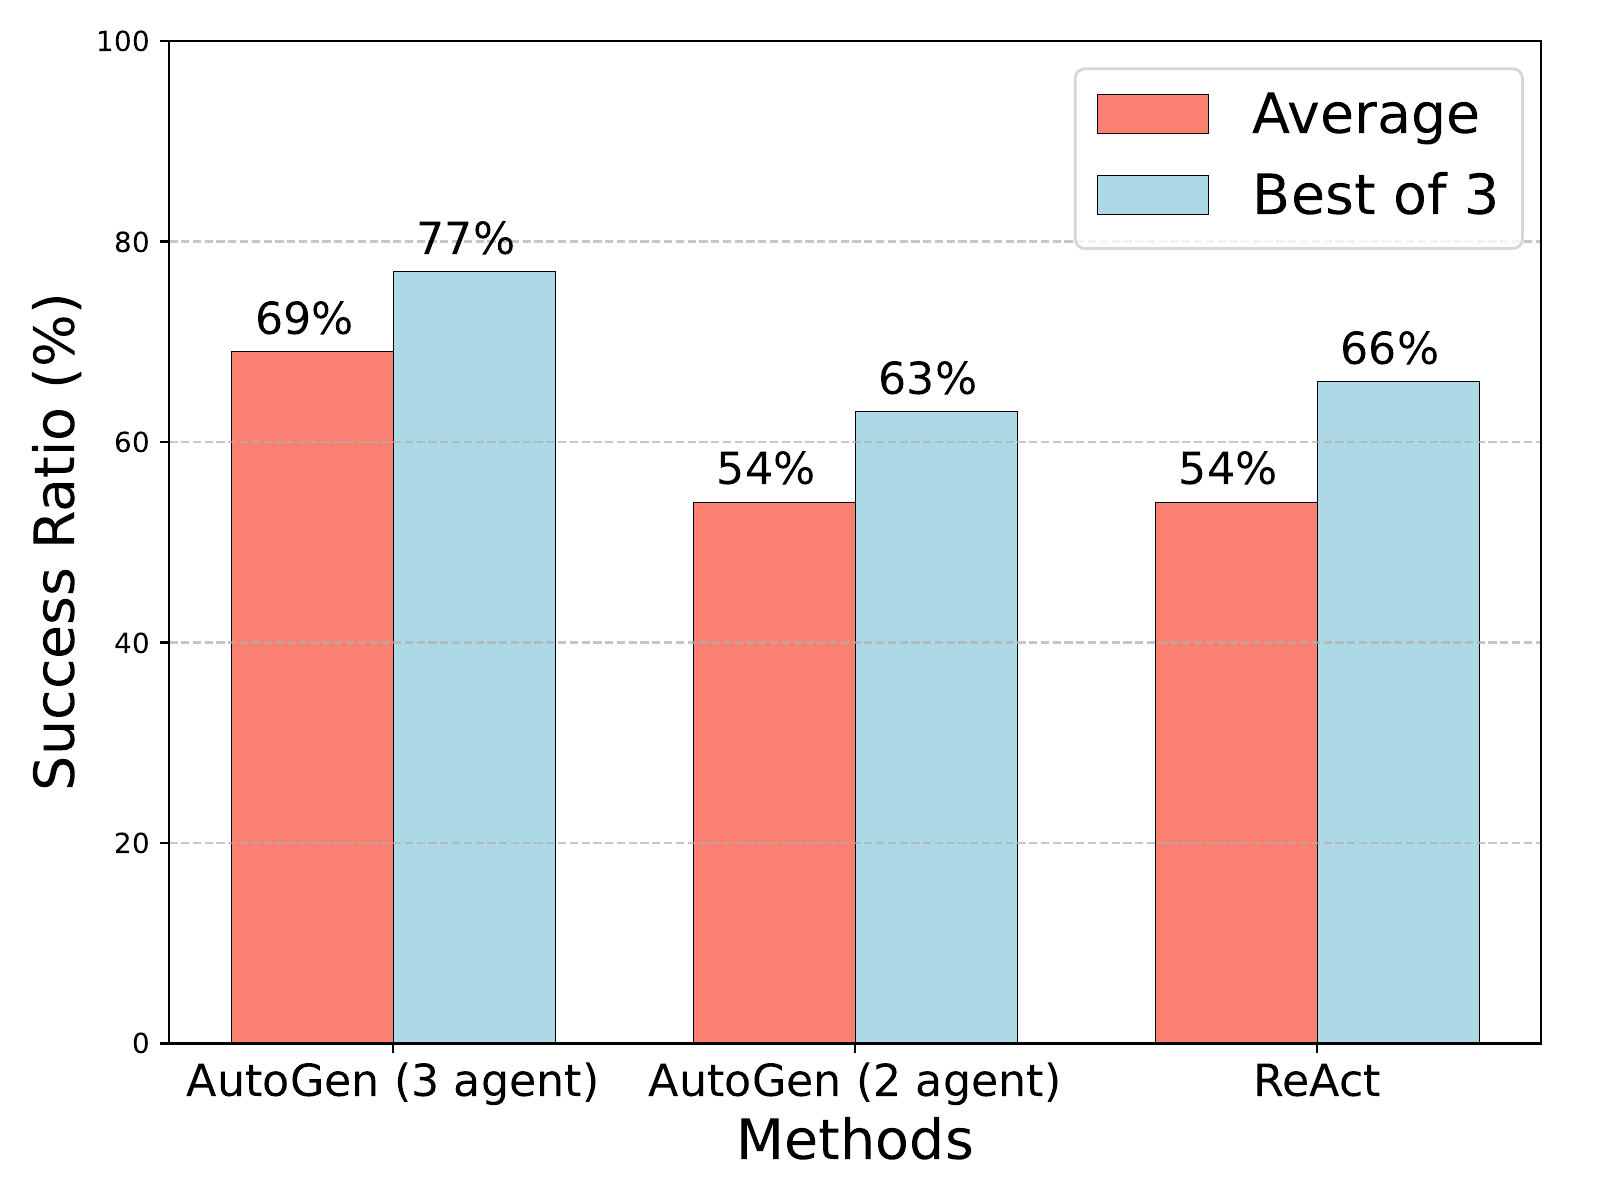 100
80
60
40
20
0
Success Ratio (%)
Average
Best of 3
69%
77%
54%
63%
54%
66%
AutoGen (3 agent)
AutoGen (2 agent)
ReAct
Methods